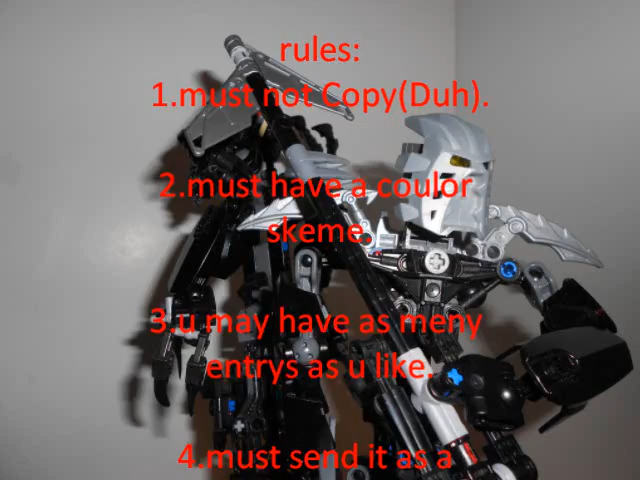 rules:
1.must not Copy(Duh).
2.must have a coulor
skeme.
3.u may have as meny
entrys as u like.
4.must send it as a